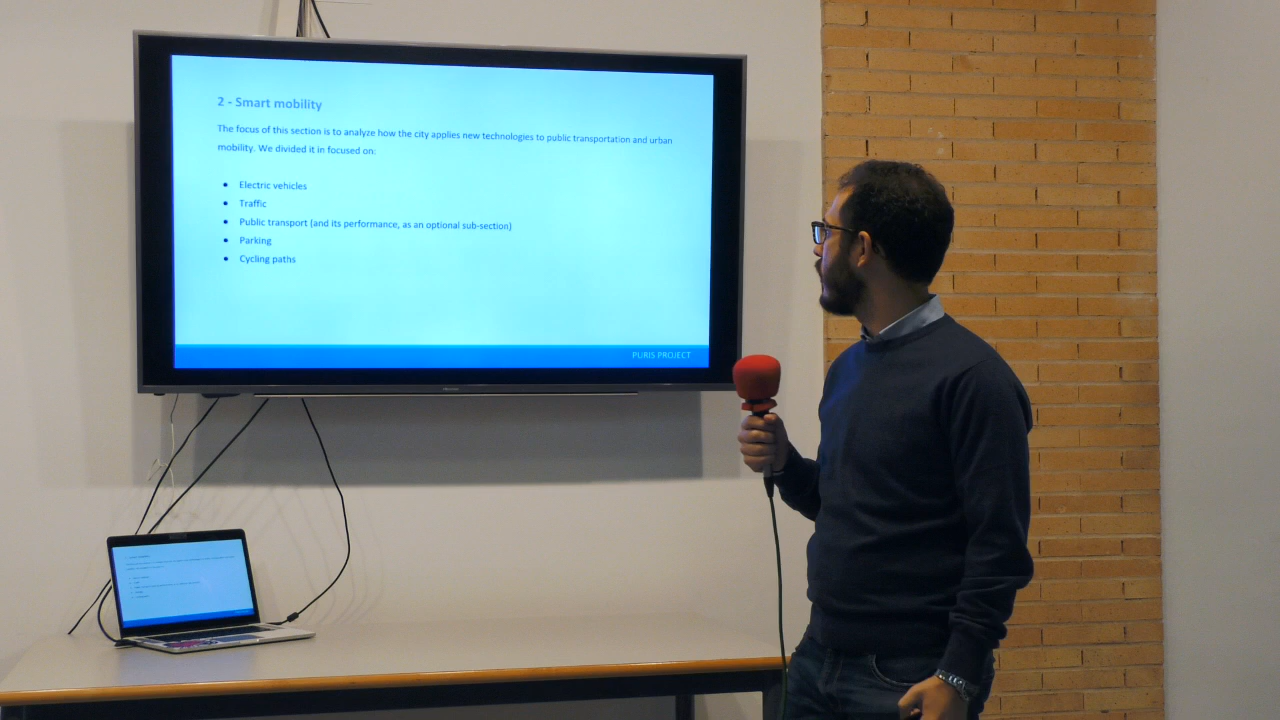 2 - Smart mobility
The focus of this section is to analyze how the city applies new technologies to public transportation and urban
mobility. We divided it in focused on:
• Electric vehicles
• Traffic
• Public transport (and its performance, as an optional sub-section)
• Parking
• Cycling paths
PURIS PROJECT